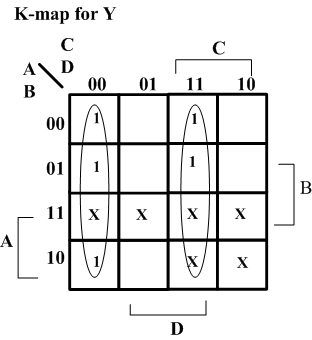 K-map for Y
C
C
A D
B 00 01 11 10
00 1 1
01 1 1
B
11 X X X X
A
10 1 X X
D